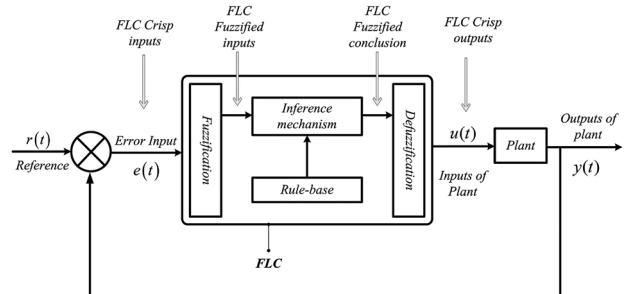 FLC Crisp
inputs
FLC
Fuzzified
inputs
FLC
Fuzzified
conclusion
FLC Crisp
outputs
r(t)
Reference
Error Input
e(t)
Fuzzification
Inference
mechanism
Rule-base
Defuzzification
u(t)
Inputs of
Plant
Plant
Outputs of
plant
y(t)
FLC